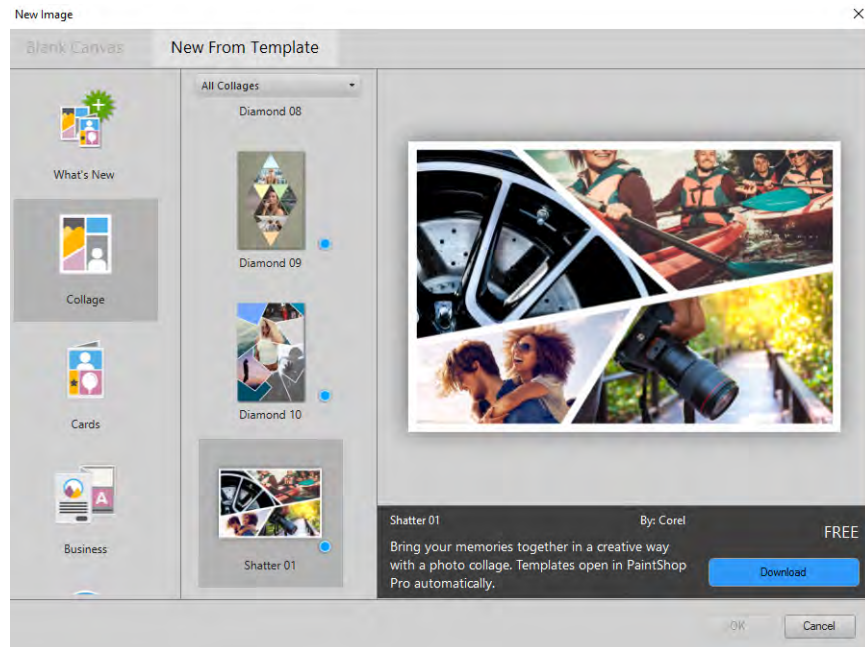 New Image
Blank Canvas
New From Template
What's New
Collage
Cards
Business
All Collages
Diamond 08
Diamond 09
Diamond 10
Shatter 01
Shatter 01
By: Corel
FREE
Bring your memories together in a creative way
with a photo collage. Templates open in PaintShop
Pro automatically.
Download
OK
Cancel